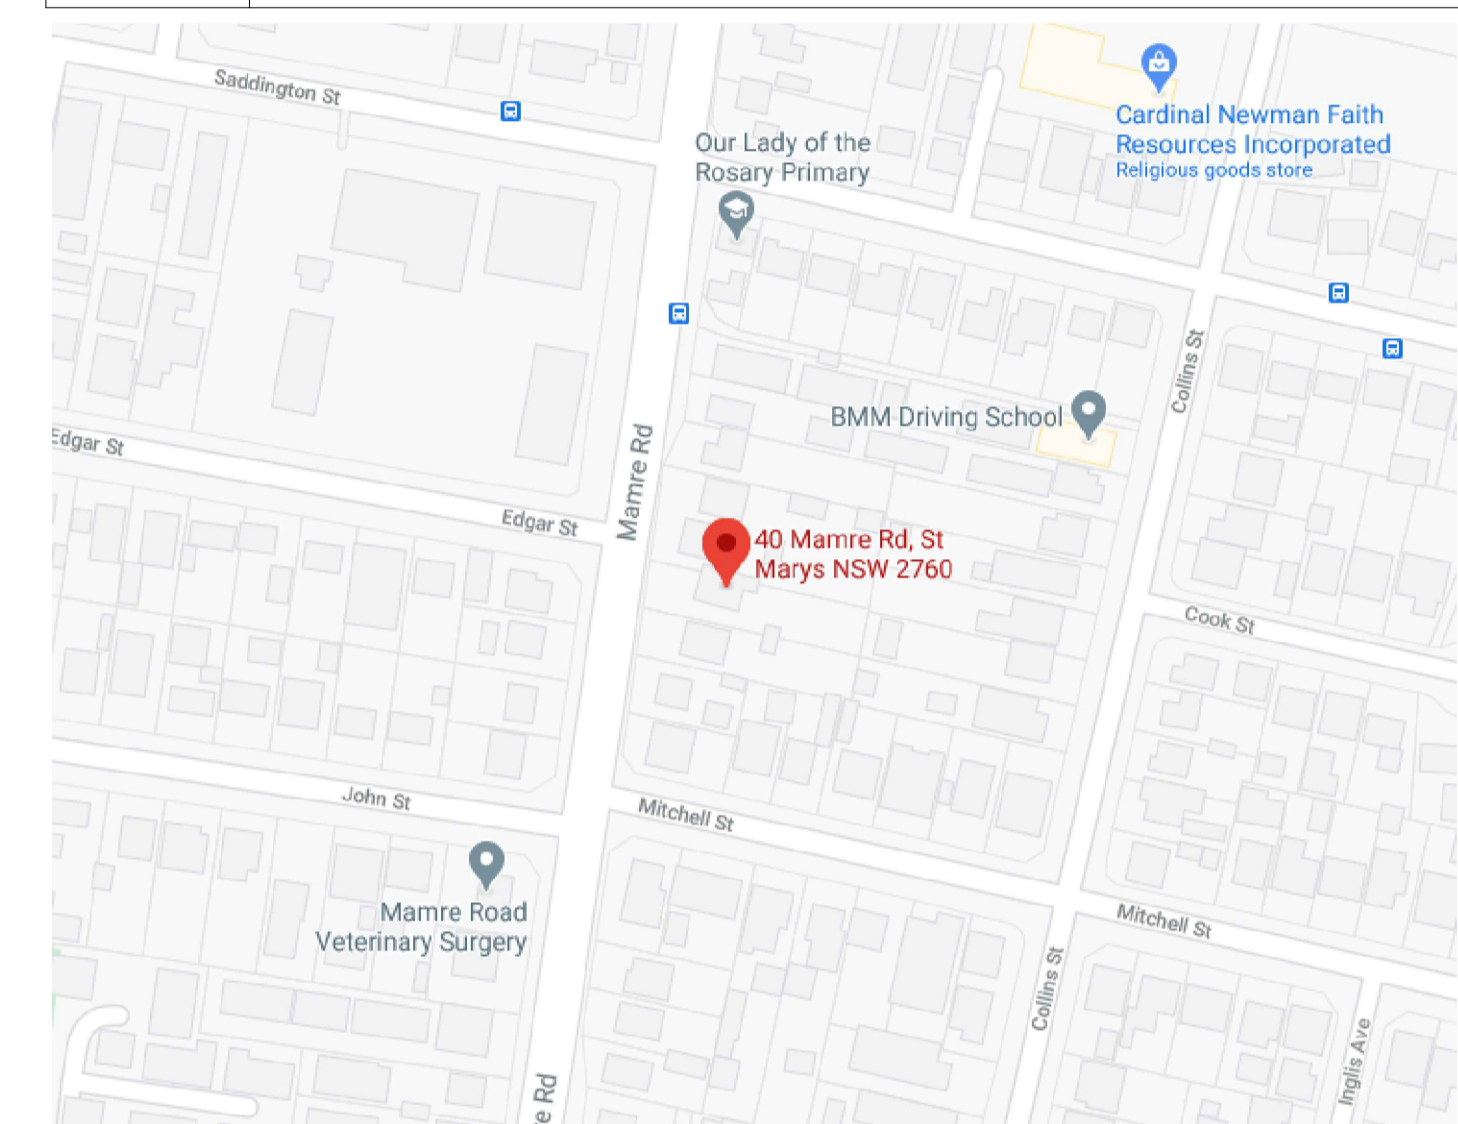 Saddington St
Our Lady of the
Rosary Primary
Cardinal Newman Faith
Resources Incorporated
Religious goods store
Collins St
BMM Driving School
Edgar St
Mamre Rd
Edgar St
40 Mamre Rd, St
Marys NSW 2760
Cook St
John St
Mitchell St
Mamre Road
Veterinary Surgery
Mitchell St
Collins St
Inglis Ave
re Rd